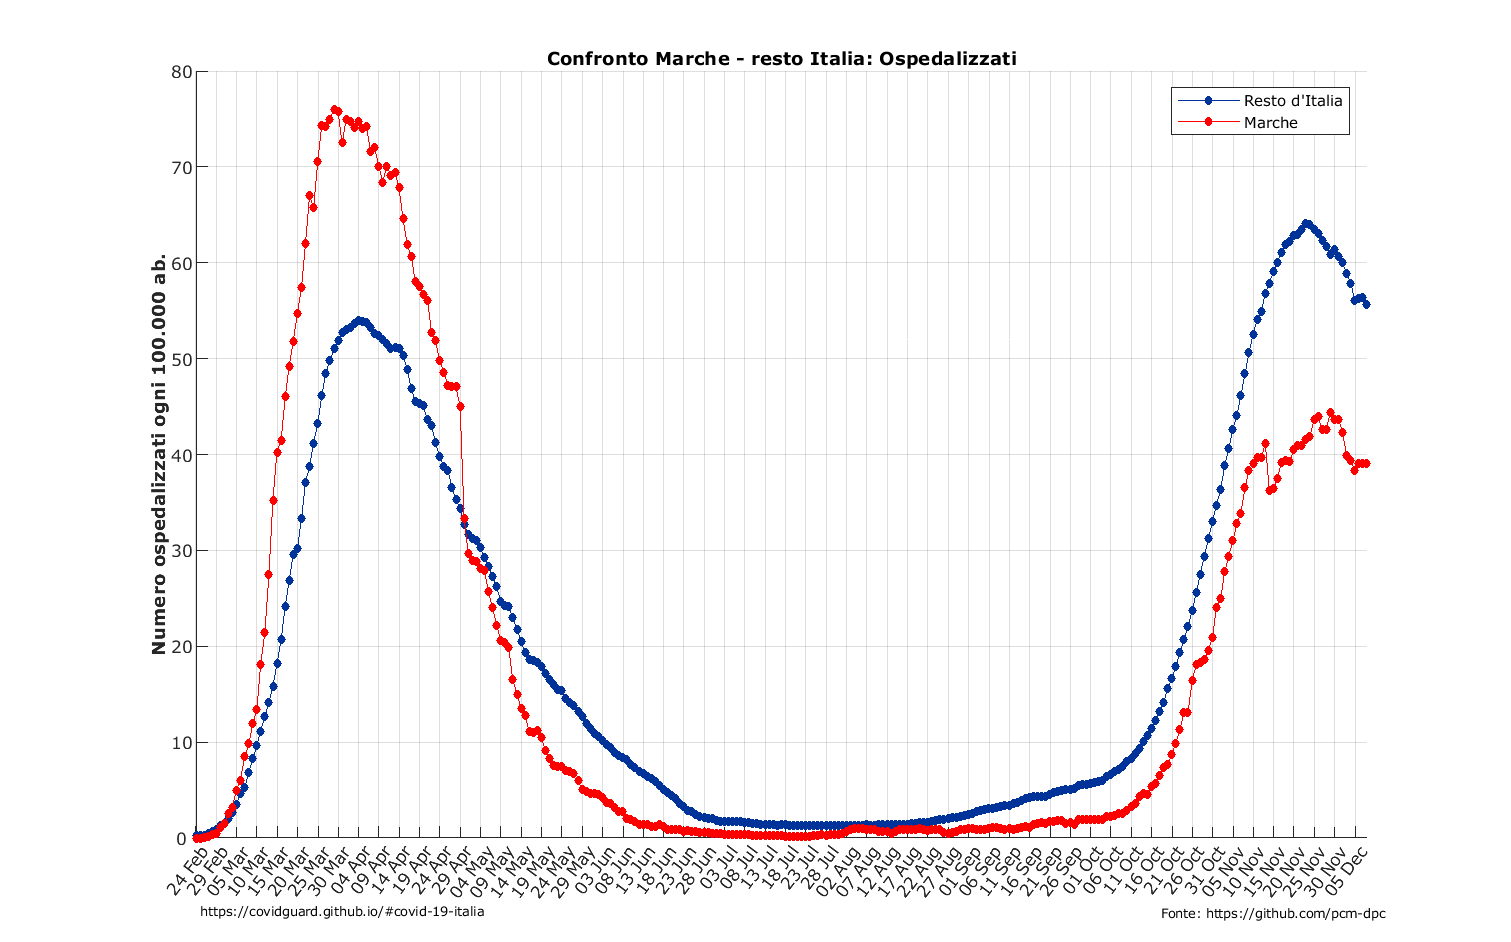 Confronto Marche - resto Italia: Ospedalizzati
Resto d'Italia
Marche
Numero ospedalizzati ogni 100.000 ab.
80
70
60
50
40
30
20
10
0
24 Feb
29 Feb
05 Mar
10 Mar
15 Mar
20 Mar
25 Mar
30 Mar
04 Apr
09 Apr
14 Apr
19 Apr
24 Apr
29 Apr
04 May
09 May
14 May
19 May
24 May
29 May
03 Jun
08 Jun
13 Jun
18 Jun
23 Jun
28 Jun
03 Jul
08 Jul
13 Jul
18 Jul
23 Jul
28 Jul
02 Aug
07 Aug
12 Aug
17 Aug
22 Aug
27 Aug
01 Sep
06 Sep
11 Sep
16 Sep
21 Sep
26 Sep
01 Oct
06 Oct
11 Oct
16 Oct
21 Oct
26 Oct
31 Oct
05 Nov
10 Nov
15 Nov
20 Nov
25 Nov
30 Nov
05 Dec
https://covidguard.github.io/#covid-19-italia
Fonte: https://github.com/pcm-dpc